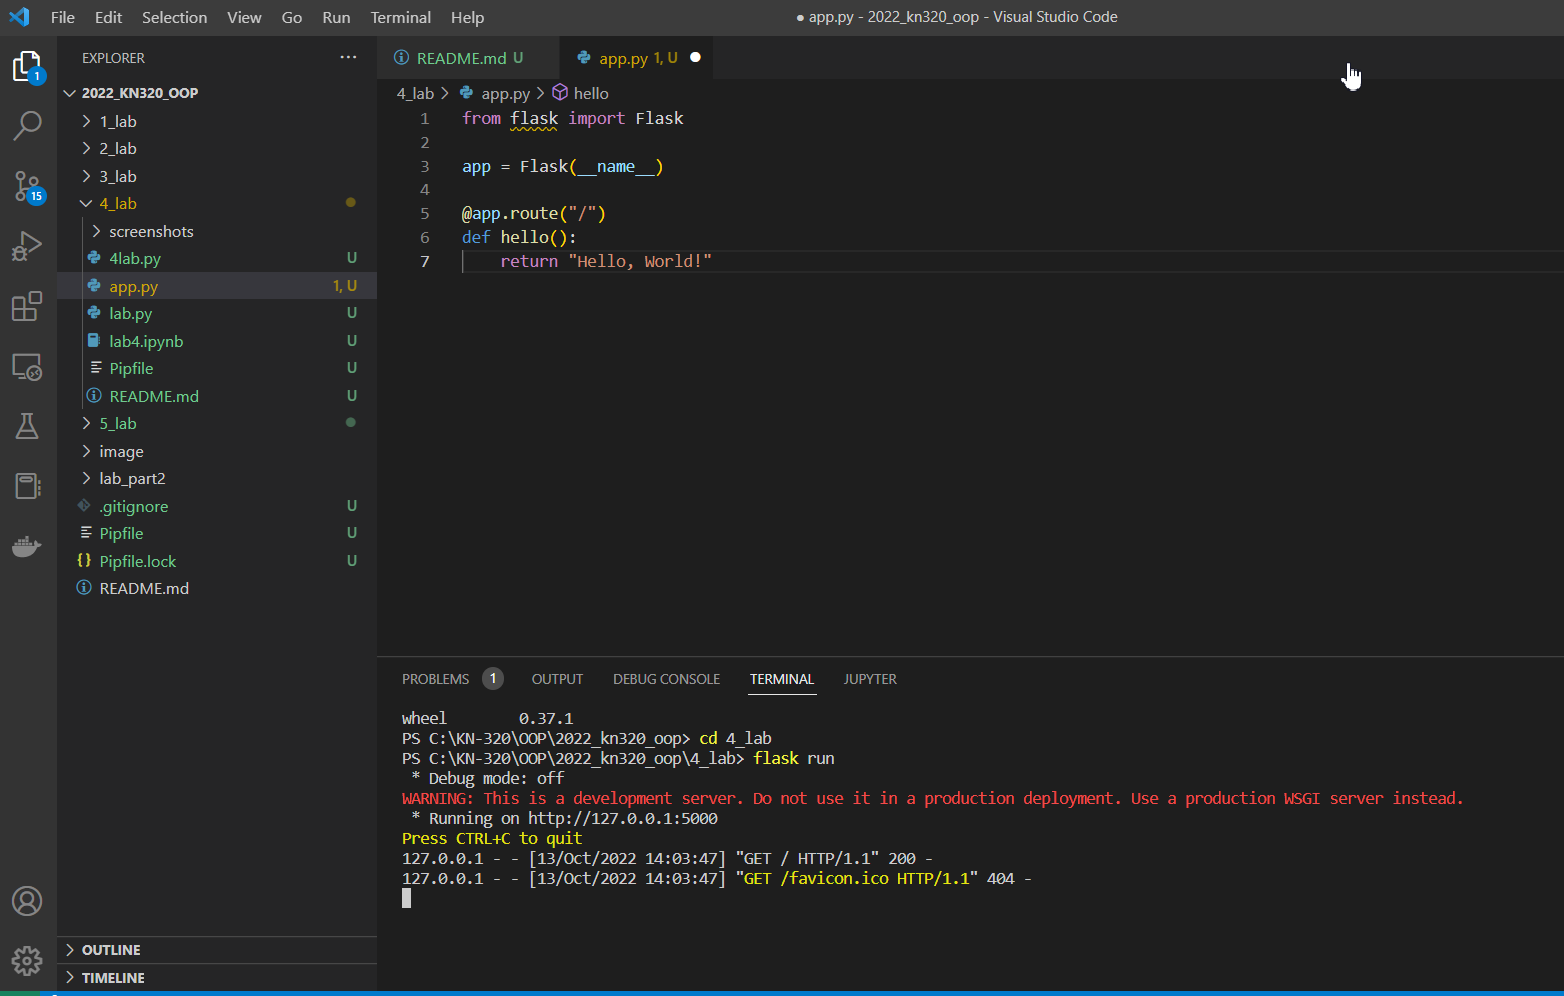 File Edit Selection View Go Run Terminal Help
● app.py - 2022_kn320_oop - Visual Studio Code
1
15
EXPLORER ···
2022_KN320_OOP
1_lab
2_lab
3_lab
4_lab
screenshots
4lab.py U
app.py 1, U
lab.py U
lab4.ipynb U
Pipfile U
README.md U
5_lab
image
lab_part2
.gitignore U
Pipfile U
{} Pipfile.lock U
README.md
OUTLINE
TIMELINE
README.md U app.py 1, U ●
4_lab > app.py > hello
1 from flask import Flask
2
3 app = Flask(__name__)
4
5 @app.route("/")
6 def hello():
7 return "Hello, World!"
PROBLEMS 1 OUTPUT DEBUG CONSOLE TERMINAL JUPYTER
wheel 0.37.1
PS C:\KN-320\OOP\2022_kn320_oop> cd 4_lab
PS C:\KN-320\OOP\2022_kn320_oop\4_lab> flask run
* Debug mode: off
WARNING: This is a development server. Do not use it in a production deployment. Use a production WSGI server instead.
* Running on http://127.0.0.1:5000
Press CTRL+C to quit
127.0.0.1 - - [13/Oct/2022 14:03:47] "GET / HTTP/1.1" 200 -
127.0.0.1 - - [13/Oct/2022 14:03:47] "GET /favicon.ico HTTP/1.1" 404 -